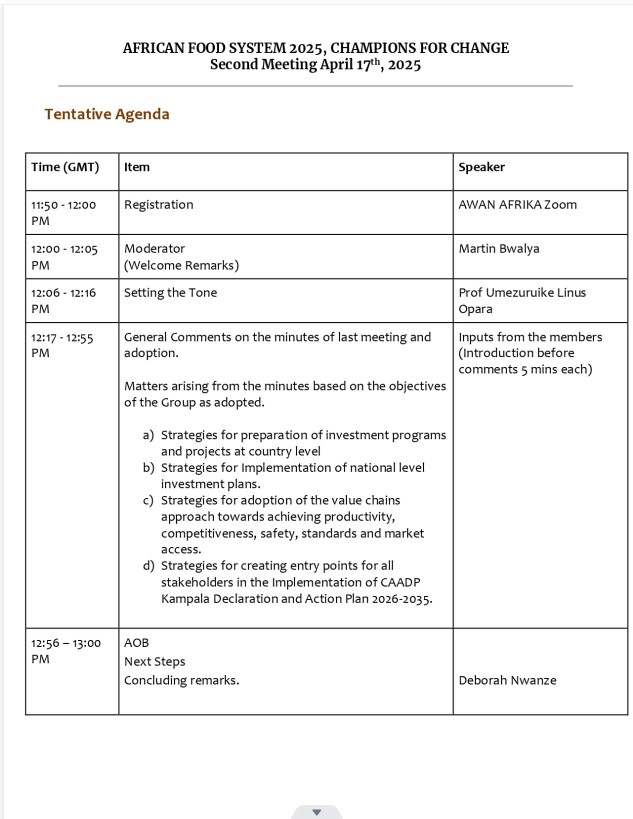 AFRICAN FOOD SYSTEM 2025, CHAMPIONS FOR CHANGE
Second Meeting April 17th, 2025
Tentative Agenda
Time (GMT)
Item
Speaker
11:50 - 12:00
PM
Registration
AWAN AFRIKA Zoom
12:00 - 12:05
PM
Moderator
(Welcome Remarks)
Martin Bwalya
12:06 - 12:16
PM
Setting the Tone
Prof Umezuruike Linus
Opara
12:17 - 12:55
PM
General Comments on the minutes of last meeting and
adoption.
Matters arising from the minutes based on the objectives
of the Group as adopted.
a) Strategies for preparation of investment programs
and projects at country level
b) Strategies for Implementation of national level
investment plans.
c) Strategies for adoption of the value chains
approach towards achieving productivity,
competitiveness, safety, standards and market
access.
d) Strategies for creating entry points for all
stakeholders in the Implementation of CAADP
Kampala Declaration and Action Plan 2026-2035.
Inputs from the members
(Introduction before
comments 5 mins each)
12:56 – 13:00
PM
AOB
Next Steps
Concluding remarks.
Deborah Nwanze